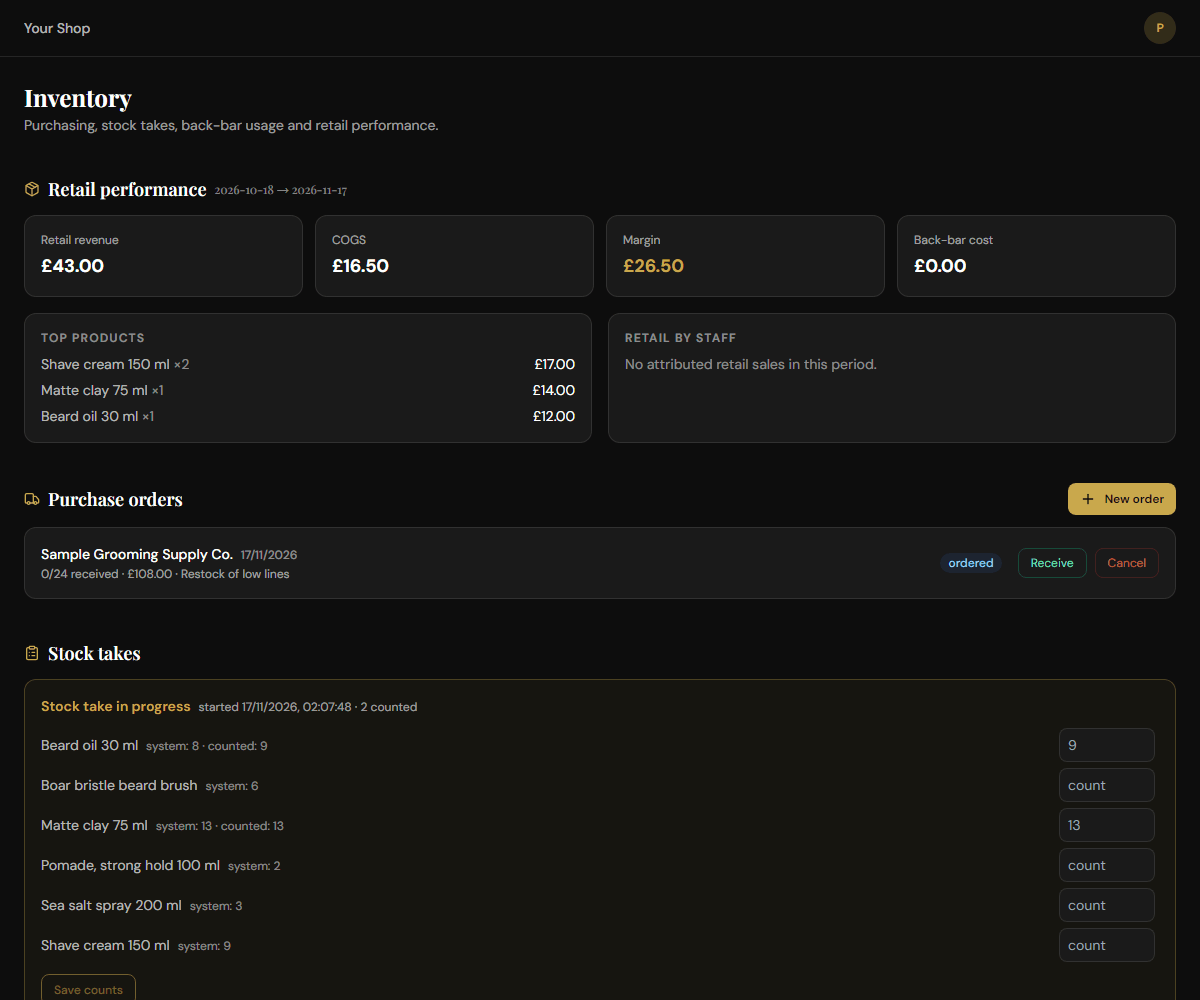 Your Shop
P
Inventory
Purchasing, stock takes, back-bar usage and retail performance.
Retail performance 2026-10-18 → 2026-11-17
Retail revenue
£43.00
COGS
£16.50
Margin
£26.50
Back-bar cost
£0.00
TOP PRODUCTS
Shave cream 150 ml ×2 £17.00
Matte clay 75 ml ×1 £14.00
Beard oil 30 ml ×1 £12.00
RETAIL BY STAFF
No attributed retail sales in this period.
Purchase orders
New order
Sample Grooming Supply Co. 17/11/2026
0/24 received · £108.00 · Restock of low lines
ordered
Receive
Cancel
Stock takes
Stock take in progress started 17/11/2026, 02:07:48 · 2 counted
Beard oil 30 ml system: 8 · counted: 9 9
Boar bristle beard brush system: 6 count
Matte clay 75 ml system: 13 · counted: 13 13
Pomade, strong hold 100 ml system: 2 count
Sea salt spray 200 ml system: 3 count
Shave cream 150 ml system: 9 count
Save counts